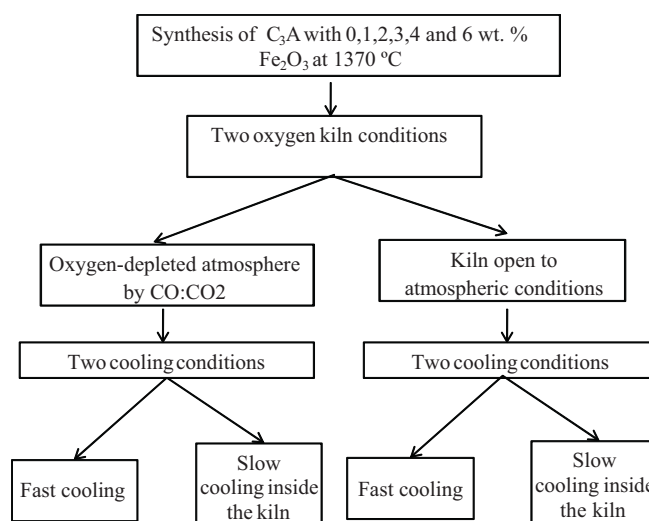 Synthesis of C₃A with 0,1,2,3,4 and 6 wt. %
Fe₂O₃ at 1370 ºC
Two oxygen kiln conditions
Oxygen-depleted atmosphere
by CO:CO2
Kiln open to
atmospheric conditions
Two cooling conditions
Two cooling conditions
Fast cooling
Slow
cooling inside
the kiln
Fast cooling
Slow
cooling inside
the kiln